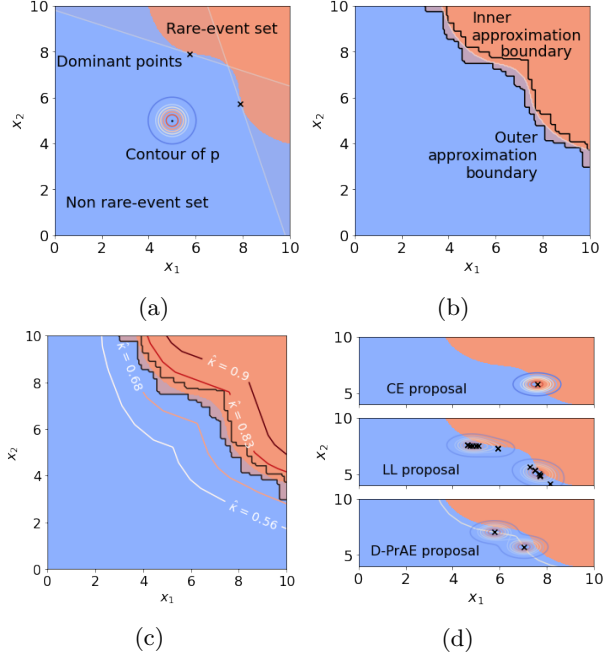 10
8
6
4
2
0
x2
Rare-event set
Dominant points
Contour of p
Non rare-event set
0 2 4 6 8 10
x1
(a)
10
8
6
4
2
0
x2
Inner
approximation
boundary
Outer
approximation
boundary
0 2 4 6 8 10
x1
(b)
10
8
6
4
2
0
x2
κ̂ = 0.9
κ̂ = 0.68
κ̂ = 0.83
κ̂ = 0.56
0 2 4 6 8 10
x1
(c)
10
5
CE proposal
10
x2
5
LL proposal
10
5
D-PrAE proposal
0 2 4 6 8 10
x1
(d)